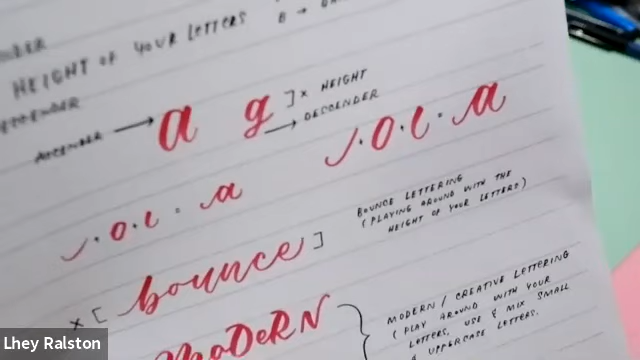 HEIGHT OF YOUR LETTERS
ASCENDER → a g ] x HEIGHT
→ DESCENDER
o . l . a
o . l . a
BOUNCE LETTERING
(PLAYING AROUND WITH THE
HEIGHT OF YOUR LETTERS)
x [ bounce ]
MoDeRN
MODERN / CREATIVE LETTERING
( PLAY AROUND WITH YOUR
LETTERS, USE & MIX SMALL
& UPPERCASE LETTERS.
Lhey Ralston